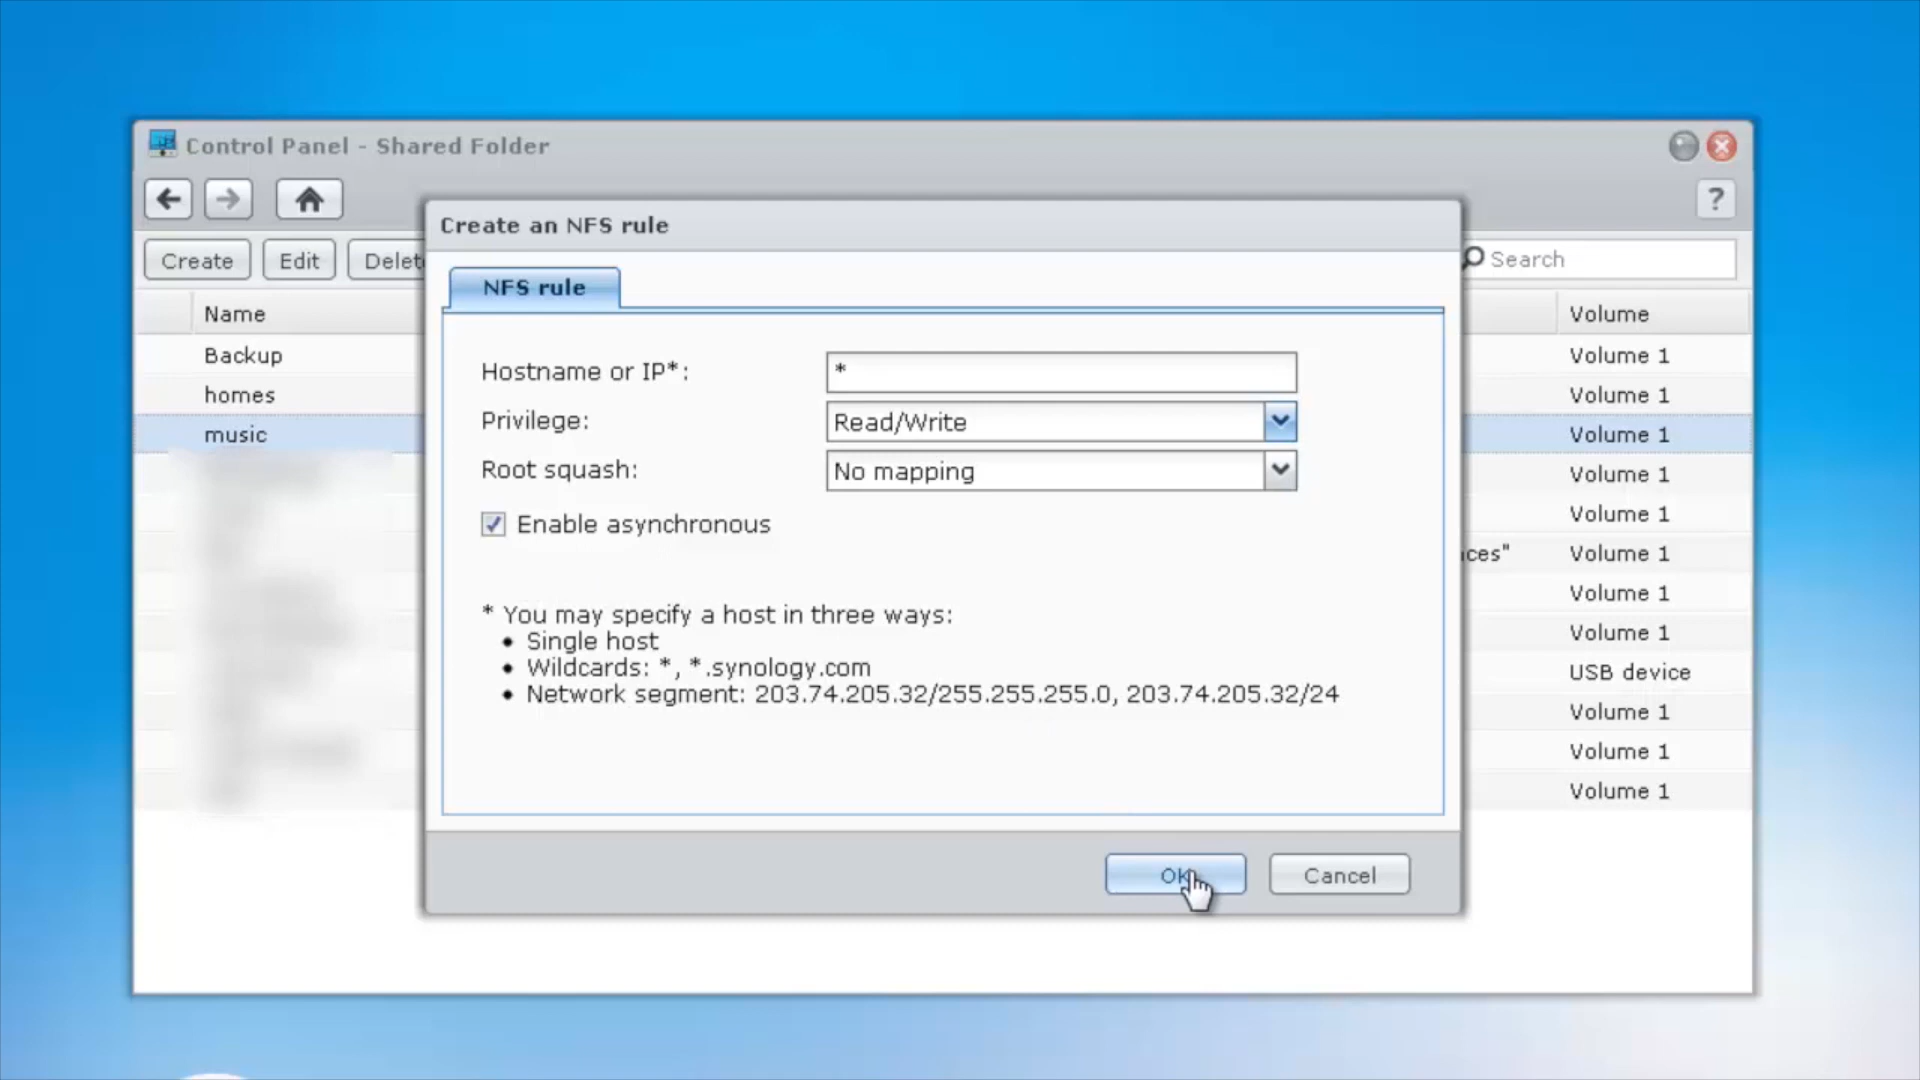 Control Panel - Shared Folder
?
Create an NFS rule
Create
Edit
Search
NFS rule
Name
Volume
Backup
Volume 1
homes
Volume 1
music
Volume 1
Hostname or IP*:
*
Privilege:
Read/Write
Root squash:
No mapping
Enable asynchronous
Volume 1
Volume 1
ices"
Volume 1
Volume 1
Volume 1
USB device
Volume 1
Volume 1
Volume 1
* You may specify a host in three ways:
• Single host
• Wildcards: *, *.synology.com
• Network segment: 203.74.205.32/255.255.255.0, 203.74.205.32/24
OK
Cancel